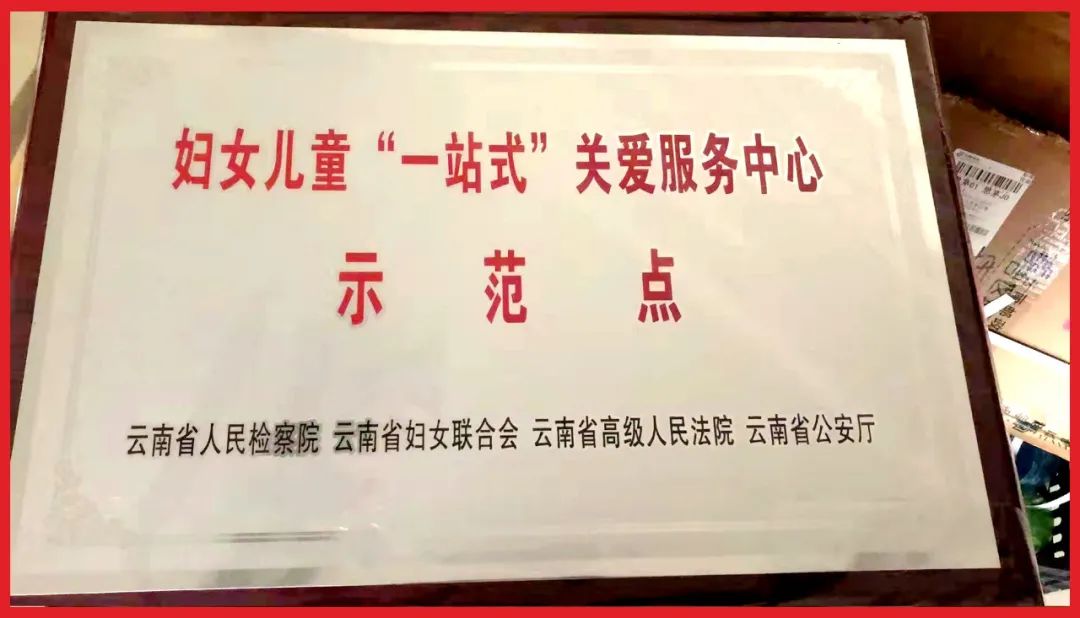 妇女儿童“一站式”关爱服务中心
示范点
云南省人民检察院 云南省妇女联合会 云南省高级人民法院 云南省公安厅